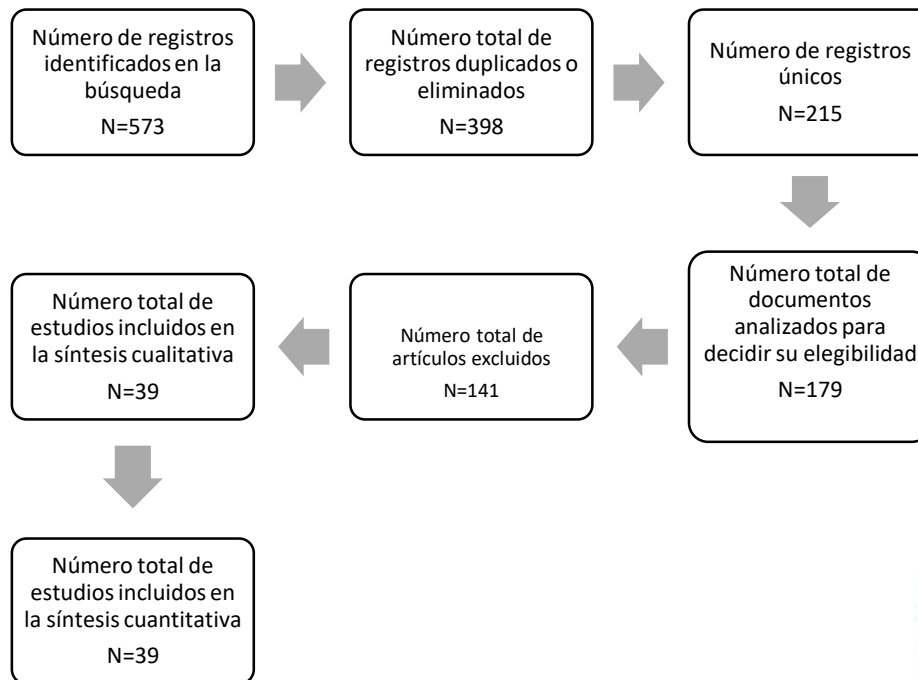 Número de registros
identificados en la
búsqueda
N=573
Número total de
registros duplicados o
eliminados
N=398
Número de registros
únicos
N=215
Número total de
documentos
analizados para
decidir su elegibilidad
N=179
Número total de
artículos excluidos
N=141
Número total de
estudios incluidos en
la síntesis cualitativa
N=39
Número total de
estudios incluidos en
la síntesis cuantitativa
N=39